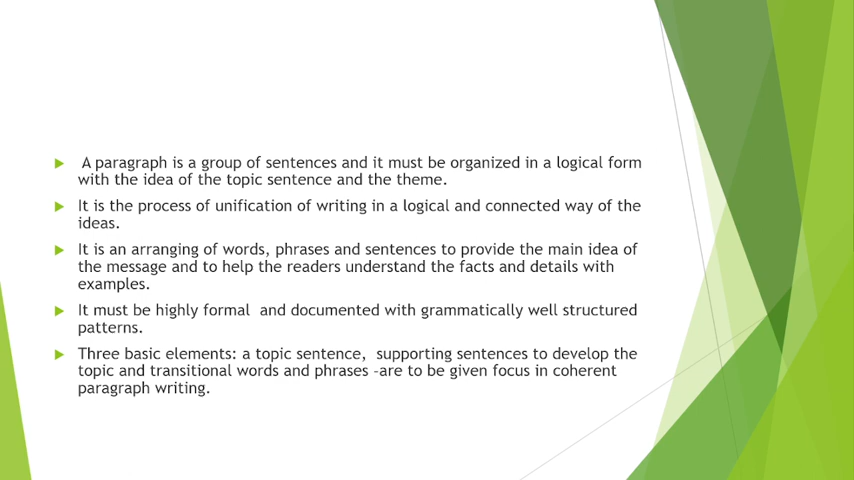 A paragraph is a group of sentences and it must be organized in a logical form
with the idea of the topic sentence and the theme.
It is the process of unification of writing in a logical and connected way of the
ideas.
It is an arranging of words, phrases and sentences to provide the main idea of
the message and to help the readers understand the facts and details with
examples.
It must be highly formal  and documented with grammatically well structured
patterns.
Three basic elements: a topic sentence,  supporting sentences to develop the
topic and transitional words and phrases -are to be given focus in coherent
paragraph writing.